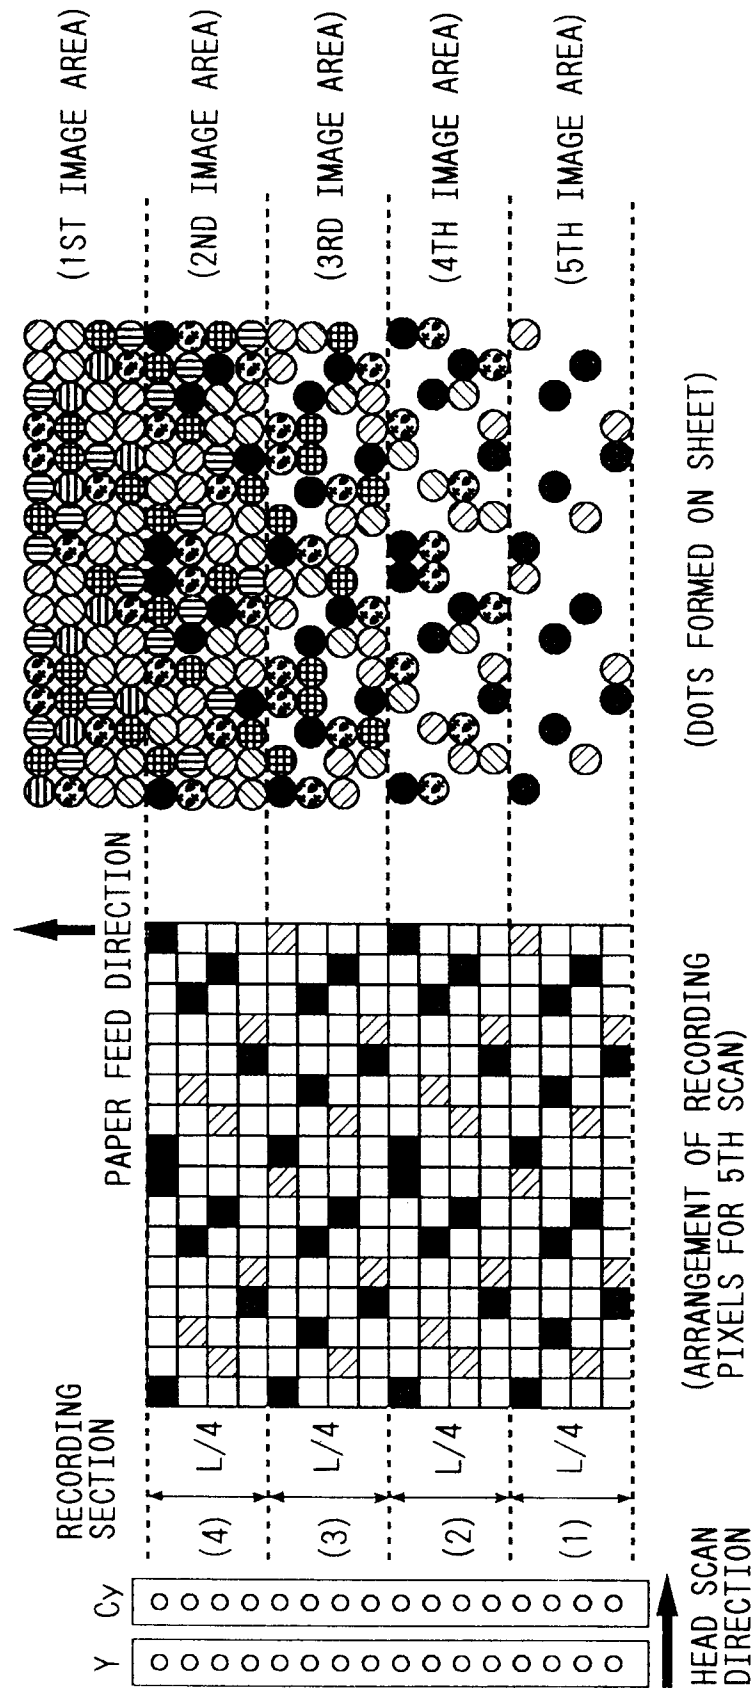 Y
Cy
RECORDING
SECTION
(4)
(3)
(2)
(1)
L/4
L/4
L/4
L/4
HEAD SCAN
DIRECTION
PAPER FEED DIRECTION
(ARRANGEMENT OF RECORDING
PIXELS FOR 5TH SCAN)
(DOTS FORMED ON SHEET)
(1ST IMAGE AREA)
(2ND IMAGE AREA)
(3RD IMAGE AREA)
(4TH IMAGE AREA)
(5TH IMAGE AREA)